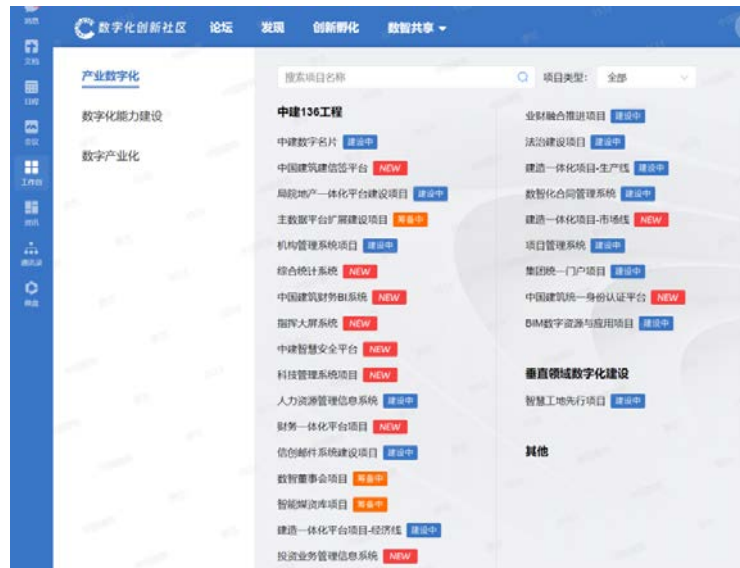 消息
文档
日程
会议
工作台
通讯录
微盘
数字化创新社区
论坛
发现
创新孵化
数智共享
产业数字化
数字化能力建设
数字产业化
搜索项目名称
项目类型: 全部
中建136工程
中建数字名片 建设中
中国建筑建信签平台 NEW
局院地产一体化平台建设项目 建设中
主数据平台扩展建设项目 筹备中
机构管理系统项目 建设中
综合统计系统 NEW
中国建筑财务BI系统 NEW
指挥大屏系统 NEW
中建智慧安全平台 NEW
科技管理系统项目 NEW
人力资源管理信息系统 建设中
财务一体化平台项目 NEW
信创邮件系统建设项目 建设中
数智董事会项目 筹备中
智能媒资库项目 筹备中
建造一体化平台项目-经济线 建设中
投资业务管理信息系统 NEW
业财融合推进项目 建设中
法治建设项目 建设中
建造一体化项目-生产线 建设中
数智化合同管理系统 建设中
建造一体化项目-市场线 NEW
项目管理系统 建设中
集团统一门户项目 建设中
中国建筑统一身份认证平台 NEW
BIM数字资源与应用项目 建设中
垂直领域数字化建设
智慧工地先行项目 建设中
其他